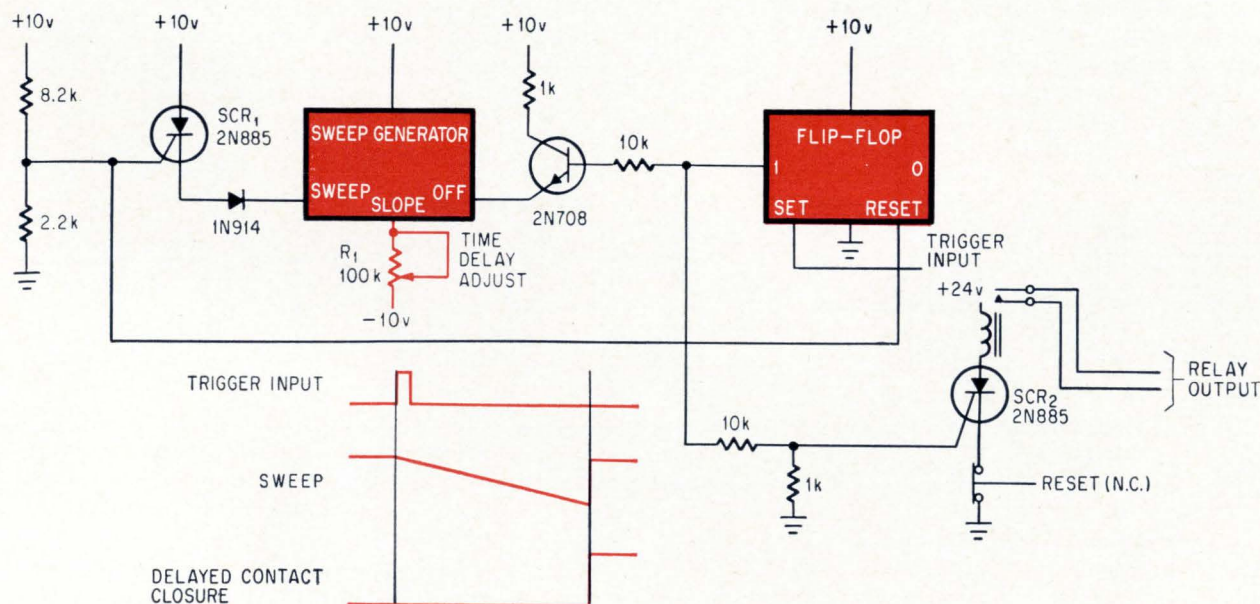 +10v
+10v
+10v
+10v
+10v
8.2k
SCR1
2N885
SWEEP GENERATOR
SWEEP
OFF
SLOPE
1k
10k
FLIP-FLOP
1
0
SET
RESET
1N914
2N708
2.2k
R1
100k
TIME
DELAY
ADJUST
-10v
TRIGGER
INPUT
+24v
TRIGGER INPUT
SWEEP
DELAYED CONTACT
CLOSURE
10k
1k
SCR2
2N885
RELAY
OUTPUT
RESET (N.C.)